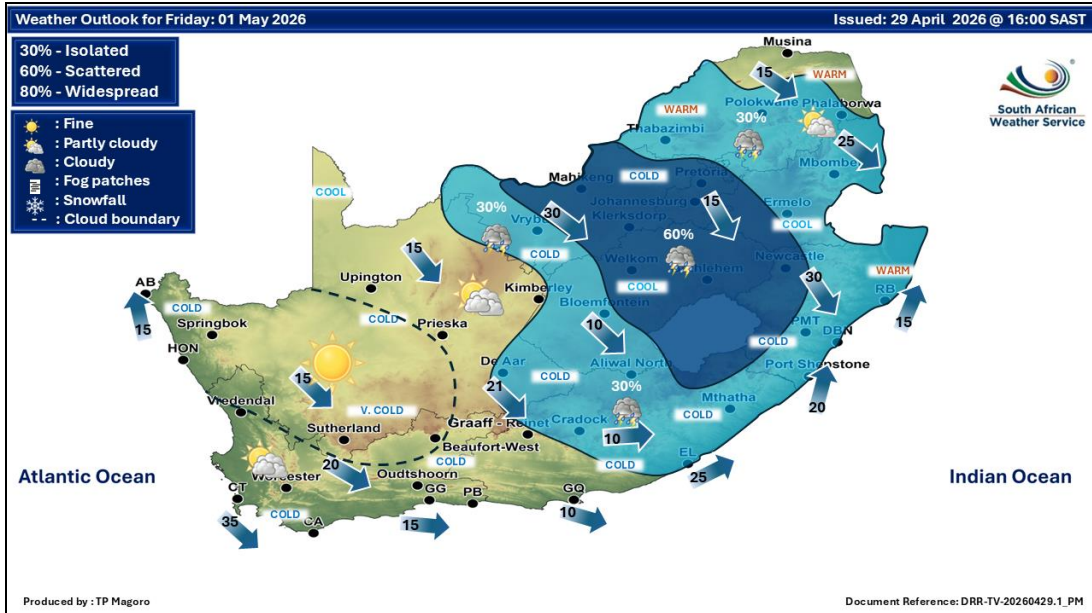 Weather Outlook for Friday: 01 May 2026
Issued: 29 April 2026 @ 16:00 SAST
30% - Isolated
60% - Scattered
80% - Widespread
: Fine
: Partly cloudy
: Cloudy
: Fog patches
: Snowfall
: Cloud boundary
South African
Weather Service
Musina
15
WARM
Polokwane
Phalaborwa
WARM
30%
Thabazimbi
25
Mbombe
Mahikeng
COLD
Pretoria
COOL
15
Johannesburg
Ermelo
30%
Vrybu
30
Klerksdorp
COOL
60%
15
COLD
Welkom
hlehem
Newcastle
WARM
Upington
COOL
30
RB
AB
Kimberley
Bloemfontein
COLD
COLD
15
Springbok
Prieska
10
PMT
DBN
15
HON
COLD
De Aar
Aliwal North
Port Shepstone
15
COLD
30%
21
Mthatha
Vredendal
V. COLD
COLD
20
Sutherland
Graaff - Reinet
Cradock
10
Beaufort-West
EL
20
COLD
COLD
25
Atlantic Ocean
Worcester
Oudtshoorn
Indian Ocean
CT
GG
PB
GQ
35
COLD
CA
15
10
Produced by : TP Magoro
Document Reference: DRR-TV-20260429.1_PM